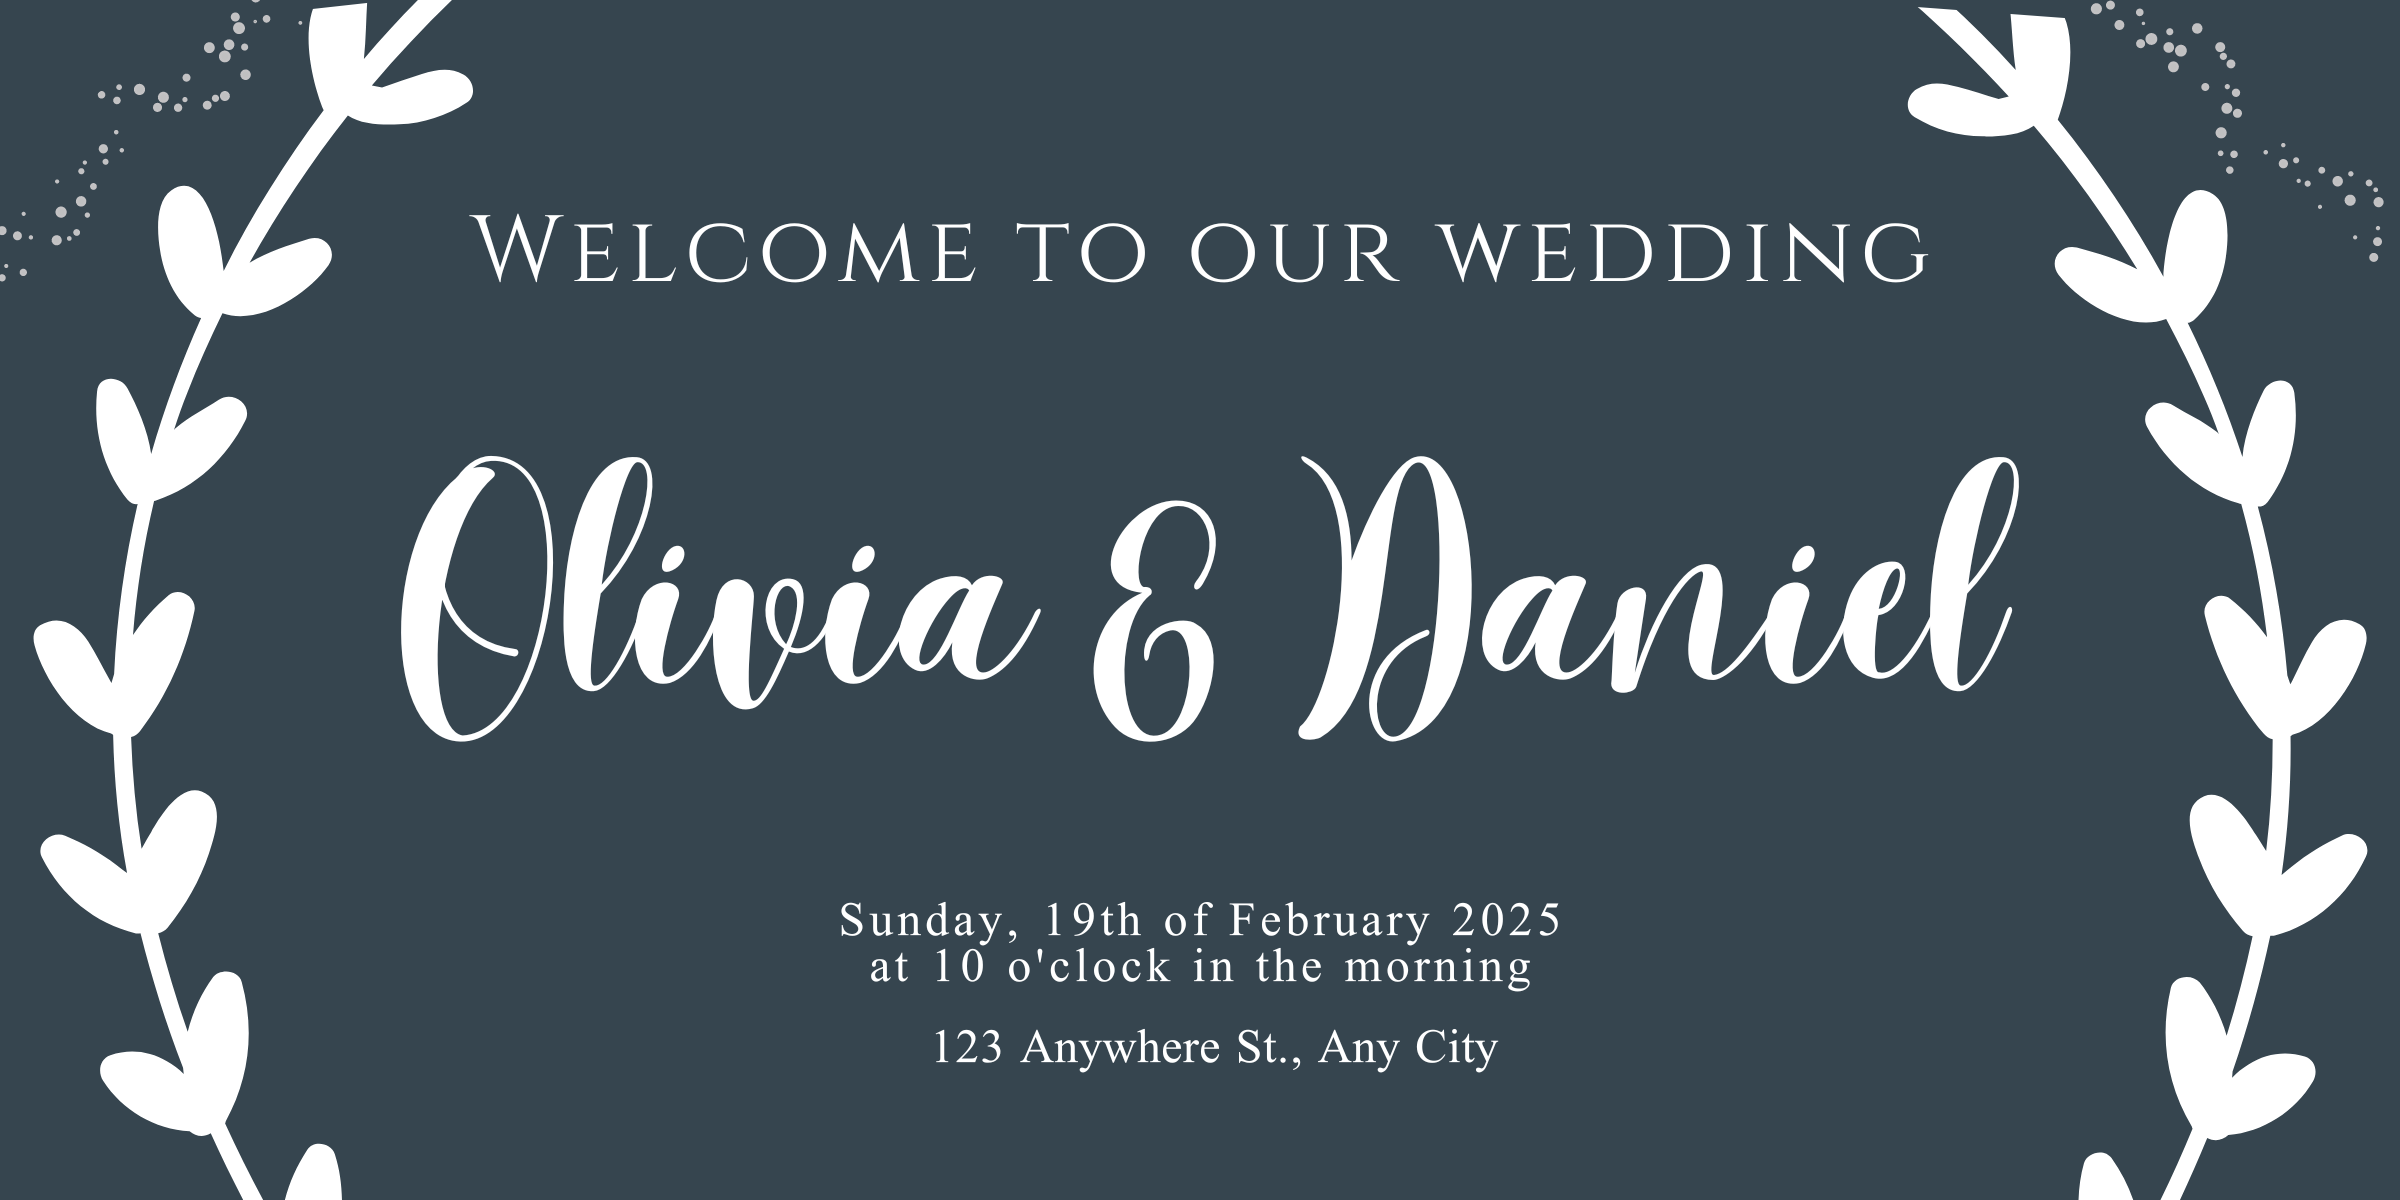 Welcome to our wedding
Olivia & Daniel
Sunday, 19th of February 2025
at 10 o'clock in the morning
123 Anywhere St., Any City